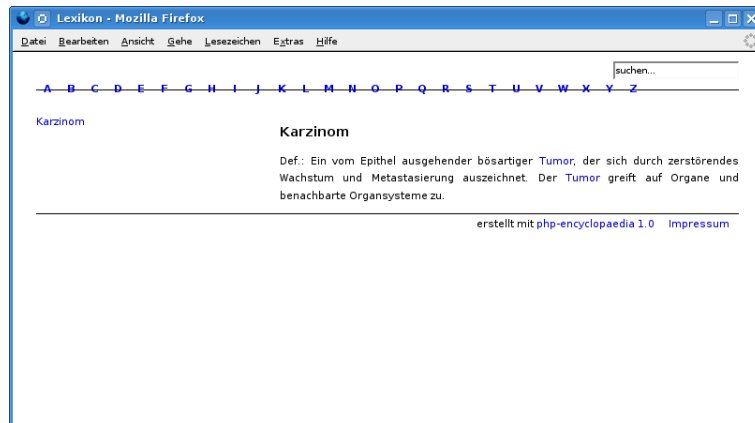 Lexikon - Mozilla Firefox
Datei Bearbeiten Ansicht Gehe Lesezeichen Extras Hilfe
suchen...
A B C D E F G H I J K L M N O P Q R S T U V W X Y Z
Karzinom
Karzinom
Def.: Ein vom Epithel ausgehender bösartiger Tumor, der sich durch zerstörendes
Wachstum und Metastasierung auszeichnet. Der Tumor greift auf Organe und
benachbarte Organsysteme zu.
erstellt mit php-encyclopaedia 1.0 Impressum